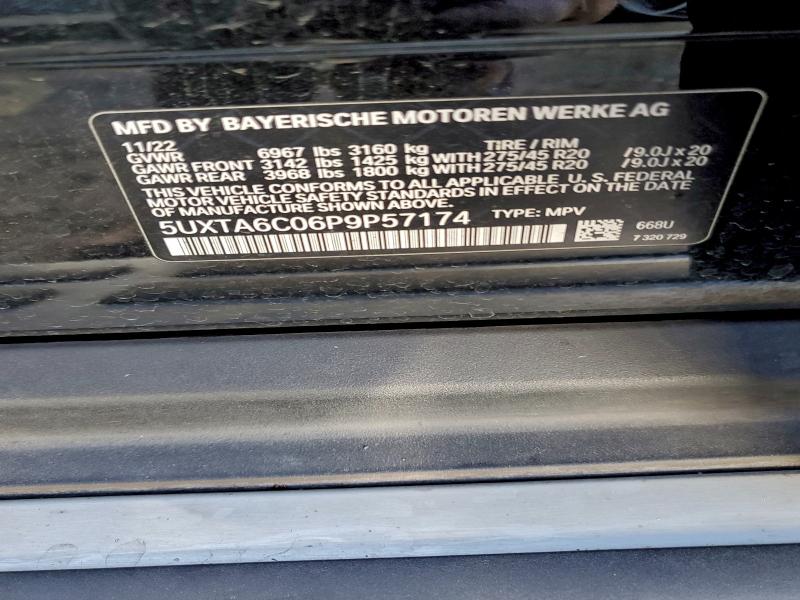 MFD BY BAYERISCHE MOTOREN WERKE AG
11/22 TIRE / RIM
GVWR 6967 lbs 3160 kg
GAWR FRONT 3142 lbs 1425 kg WITH 275/45 R20 /9.0J x 20
GAWR REAR 3968 lbs 1800 kg WITH 275/45 R20 /9.0J x 20
THIS VEHICLE CONFORMS TO ALL APPLICABLE U. S. FEDERAL
MOTOR VEHICLE SAFETY STANDARDS IN EFFECT ON THE DATE
OF MANUFACTURE SHOWN ABOVE.
5UXTA6C06P9P57174 TYPE: MPV
668U
7 320 729